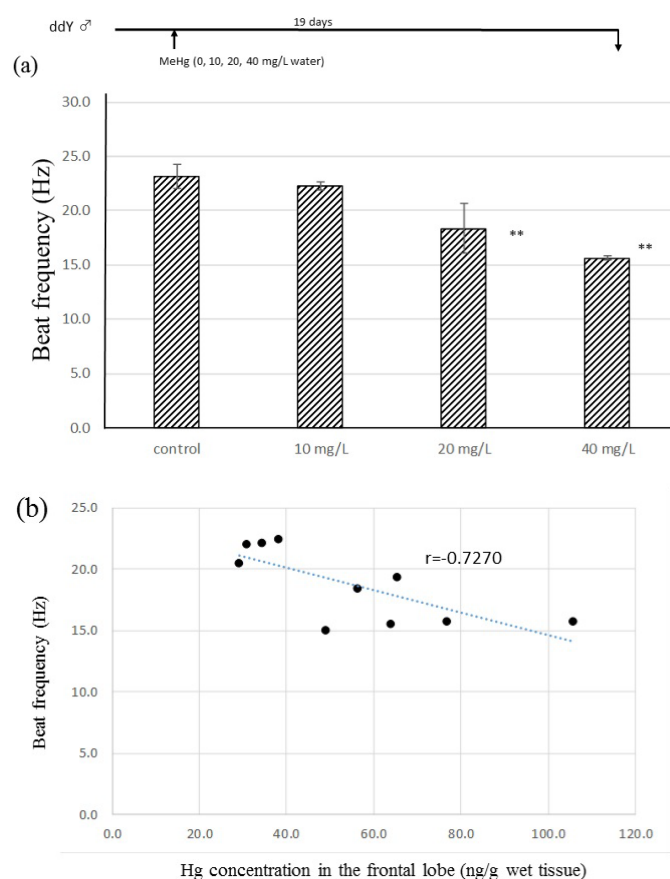 ddY ♂
19 days
MeHg (0, 10, 20, 40 mg/L water)
(a)
30.0
25.0
20.0
15.0
10.0
5.0
0.0
Beat frequency (Hz)
**
**
control 10 mg/L 20 mg/L 40 mg/L
(b)
25.0
20.0
15.0
10.0
5.0
0.0
Beat frequency (Hz)
r=-0.7270
0.0 20.0 40.0 60.0 80.0 100.0 120.0
Hg concentration in the frontal lobe (ng/g wet tissue)